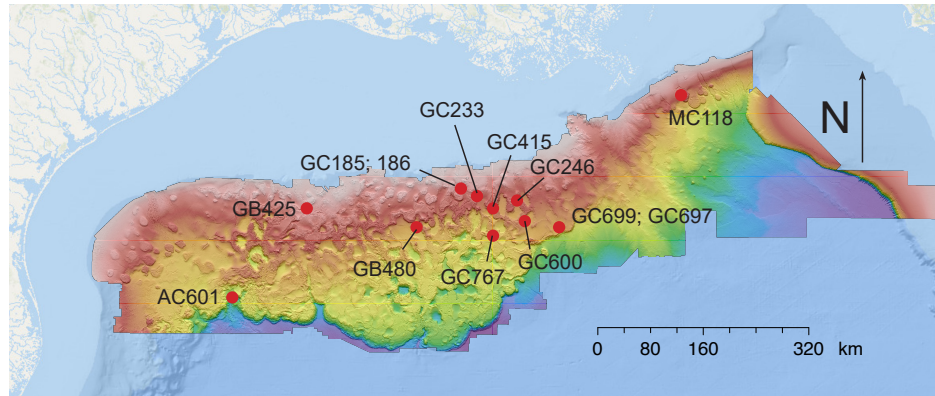 GC233
GC415
MC118
N
GC185; 186
GC246
GB425
GC699; GC697
GB480
GC767
GC600
AC601
0 80 160 320 km